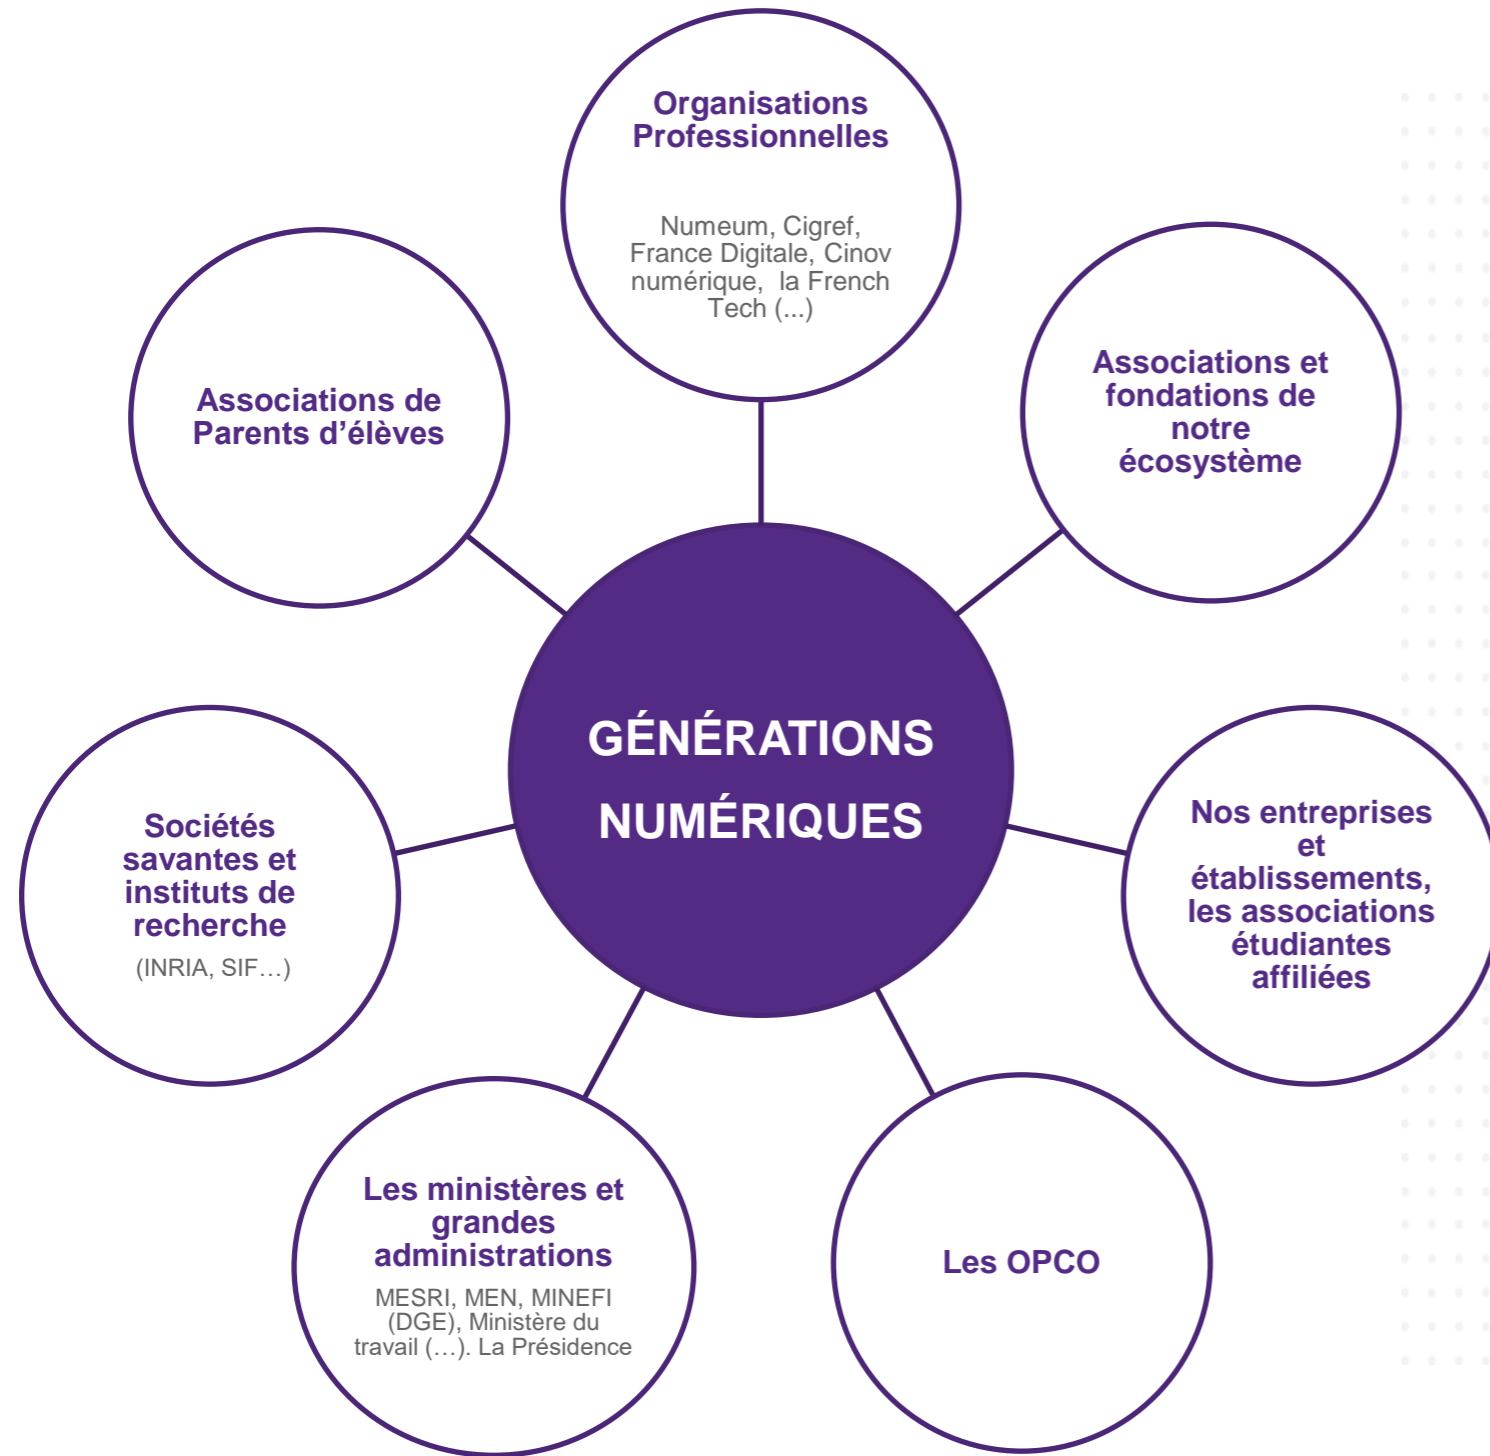 Organisations
Professionnelles
Numeum, Cigref,
France Digitale, Cinov
numérique,  la French
Tech (...)
Associations de
Parents d’élèves
Associations et
fondations de
notre
écosystème
GÉNÉRATIONS
NUMÉRIQUES
Sociétés
savantes et
instituts de
recherche
(INRIA, SIF…)
Nos entreprises
et
établissements,
les associations
étudiantes
affiliées
Les ministères et
grandes
administrations
MESRI, MEN, MINEFI
(DGE), Ministère du
travail (…). La Présidence
Les OPCO